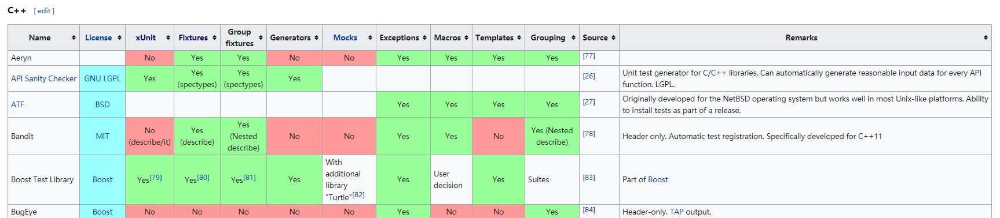 C++ [ edit ]
Name License xUnit Fixtures Group fixtures Generators Mocks Exceptions Macros Templates Grouping Source Remarks
Aeryn No Yes Yes No No Yes Yes Yes Yes [77]
API Sanity Checker GNU LGPL Yes Yes (spectypes) Yes (spectypes) Yes [26] Unit test generator for C/C++ libraries. Can automatically generate reasonable input data for every API function. LGPL.
ATF BSD Yes Yes Yes Yes [27] Originally developed for the NetBSD operating system but works well in most Unix-like platforms. Ability to install tests as part of a release.
Bandit MIT No (describe/it) Yes (describe) Yes (Nested describe) No No Yes Yes No Yes (Nested describe) [78] Header only. Automatic test registration. Specifically developed for C++11
Boost Test Library Boost Yes[79] Yes[80] Yes[81] Yes With additional library "Turtle"[82] Yes User decision Yes Suites [83] Part of Boost
BugEye Boost No No No No No Yes No No Yes [84] Header-only. TAP output.